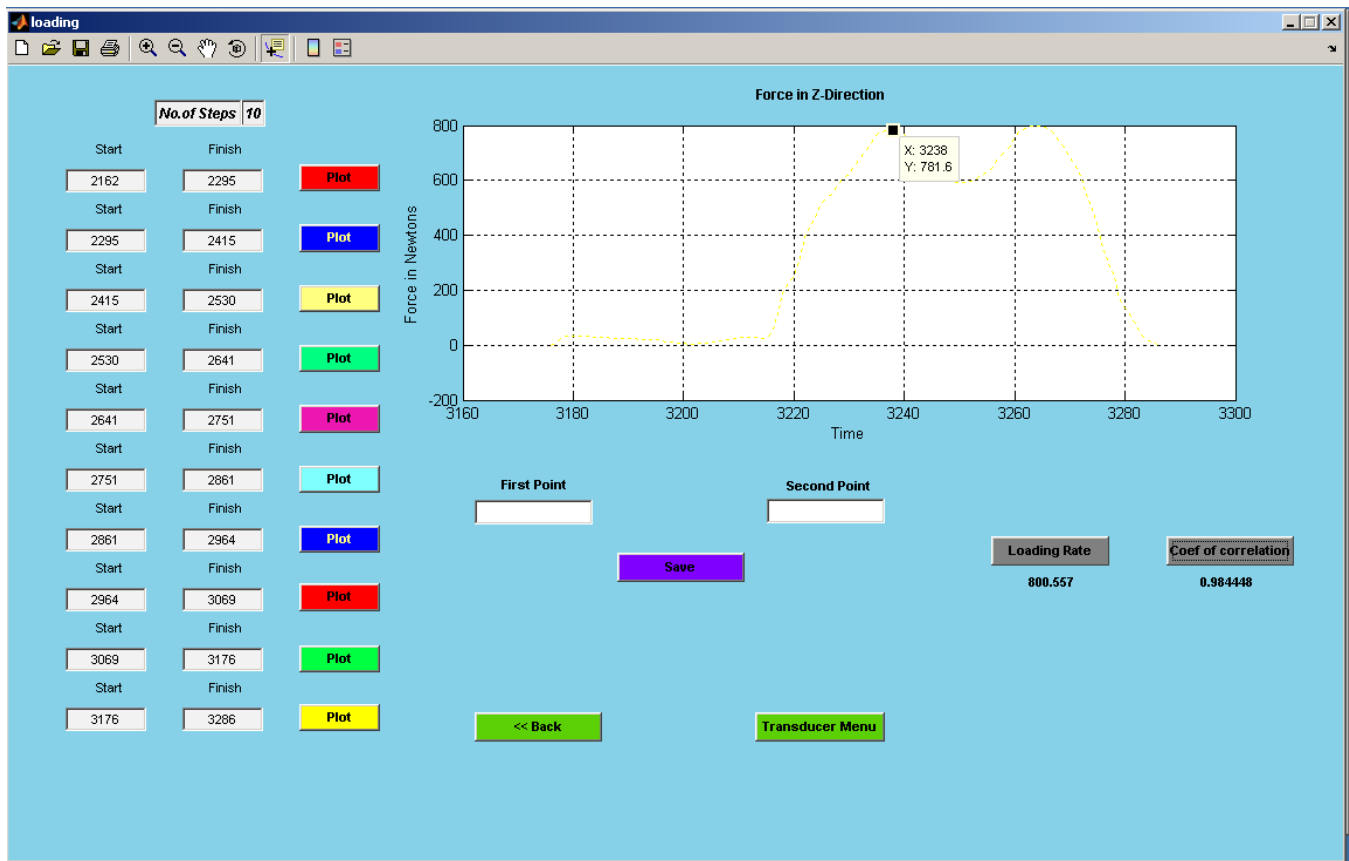 loading
No.of Steps 10
Start Finish
2162 2295 Plot
Start Finish
2295 2415 Plot
Start Finish
2415 2530 Plot
Start Finish
2530 2641 Plot
Start Finish
2641 2751 Plot
Start Finish
2751 2861 Plot
Start Finish
2861 2964 Plot
Start Finish
2964 3069 Plot
Start Finish
3069 3176 Plot
Start Finish
3176 3286 Plot
Force in Z-Direction
800
600
400
200
0
-200
Force in Newtons
X: 3238
Y: 781.6
3160 3180 3200 3220 3240 3260 3280 3300
Time
First Point Second Point
Save
Loading Rate Coef of correlation
800.557 0.984448
<< Back Transducer Menu